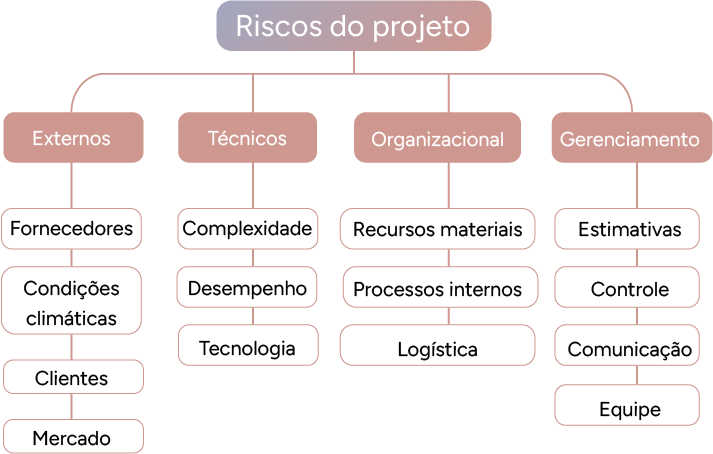 Riscos do projeto
Externos
Técnicos
Organizacional
Gerenciamento
Fornecedores
Condições
climáticas
Clientes
Mercado
Complexidade
Desempenho
Tecnologia
Recursos materiais
Processos internos
Logística
Estimativas
Controle
Comunicação
Equipe